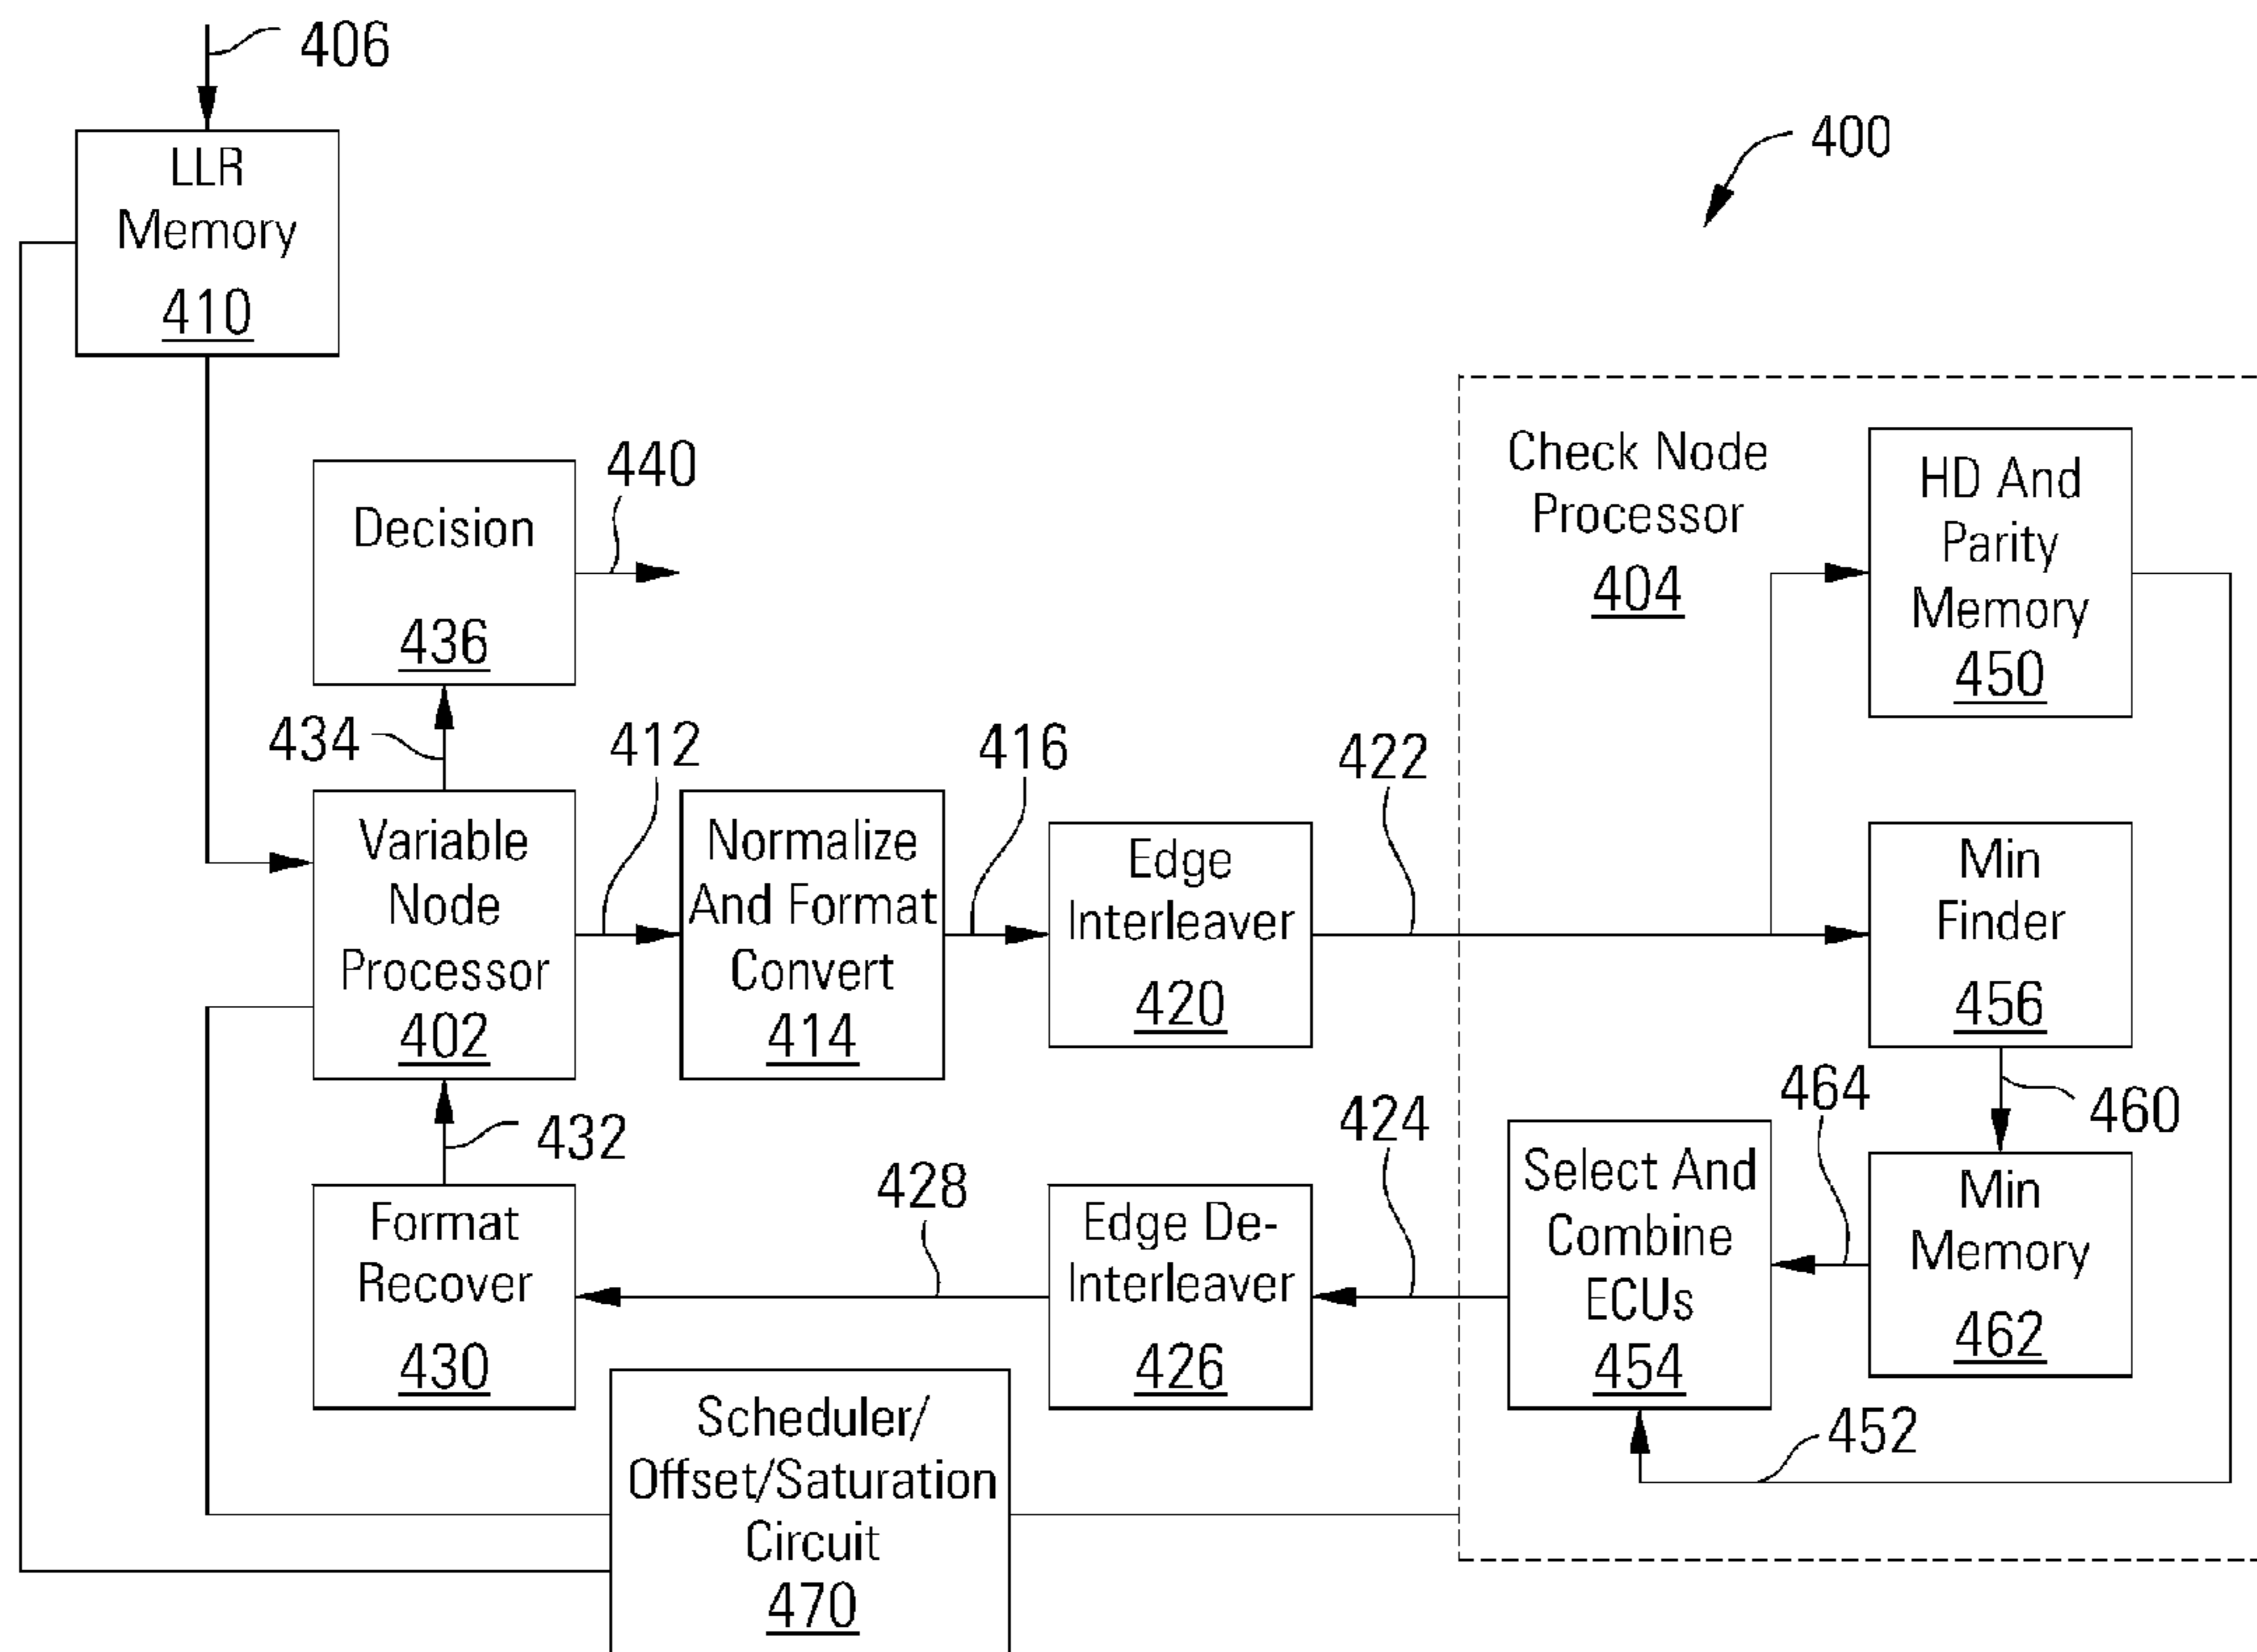 406
LLR
Memory
410
400
Decision
436
440
434
Variable
Node
Processor
402
412
Normalize
And Format
Convert
414
416
Edge
Interleaver
420
422
Check Node
Processor
404
HD And
Parity
Memory
450
Min
Finder
456
460
Min
Memory
462
464
Select And
Combine
ECUs
454
452
424
Edge De-
Interleaver
426
428
Format
Recover
430
432
Scheduler/
Offset/Saturation
Circuit
470